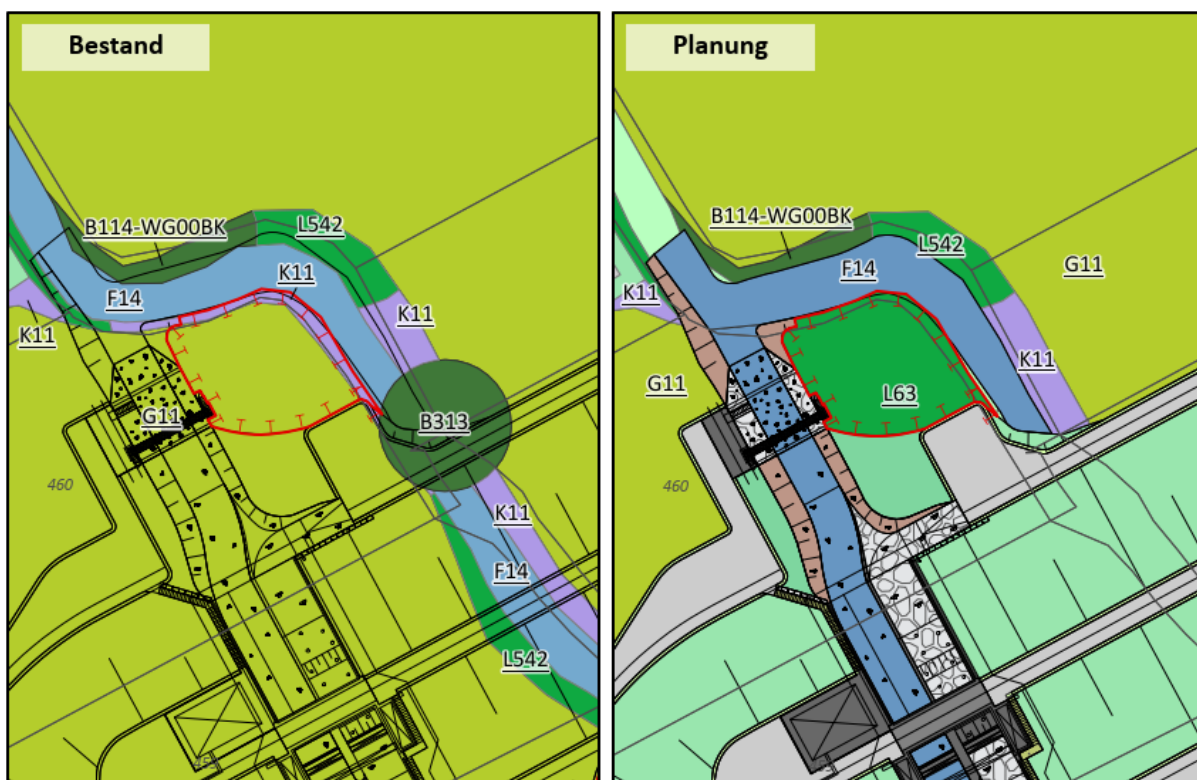 Bestand
B114-WG00BK
L542
K11
F14
K11
K11
G11
B313
460
K11
F14
L542
Planung
B114-WG00BK
L542
F14
G11
K11
K11
G11
L63
460